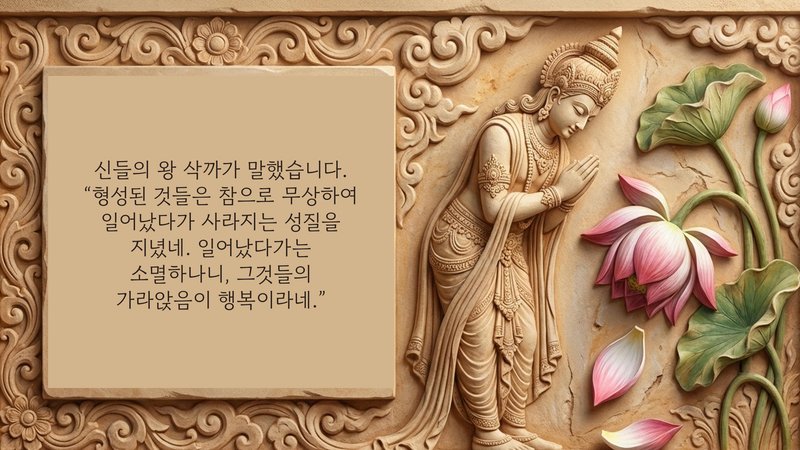 신들의 왕 삭까가 말했습니다.
“형성된 것들은 참으로 무상하여
일어났다가 사라지는 성질을
지녔네. 일어났다가는
소멸하나니, 그것들의
가라앉음이 행복이라네.”